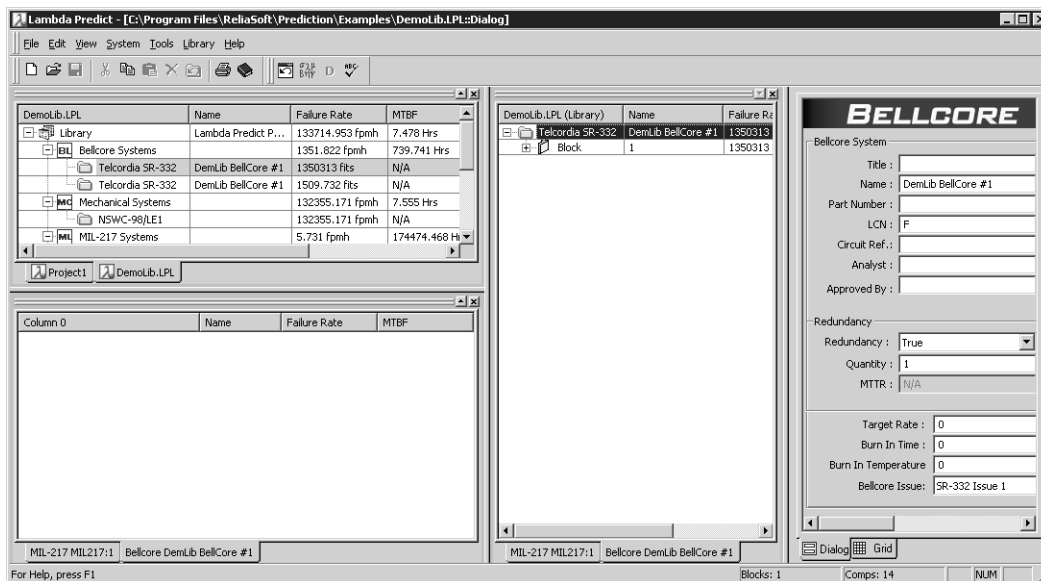 Lambda Predict - [C:\Program Files\ReliaSoft\Prediction\Examples\DemoLib.LPL::Dialog]
File Edit View System Tools Library Help
DemoLib.LPL Name Failure Rate MTBF
Library Lambda Predict P... 133714.953 fpmh 7.478 Hrs
BL Bellcore Systems 1351.822 fpmh 739.741 Hrs
Telcordia SR-332 DemLib BellCore #1 1350313 fits N/A
Telcordia SR-332 DemLib BellCore #1 1509.732 fits N/A
MC Mechanical Systems 132355.171 fpmh 7.555 Hrs
NSWC-98/LE1 132355.171 fpmh N/A
ML MIL-217 Systems 5.731 fpmh 174474.468 H
Project1 DemoLib.LPL
Column 0 Name Failure Rate MTBF
MIL-217 MIL217:1 Bellcore DemLib BellCore #1
DemoLib.LPL (Library) Name Failure Ra
Telcordia SR-332 DemLib BellCore #1 1350313
Block 1 1350313
MIL-217 MIL217:1 Bellcore DemLib BellCore #1
BELLCORE
Bellcore System
Title :
Name : DemLib BellCore #1
Part Number :
LCN : F
Circuit Ref.:
Analyst :
Approved By :
Redundancy
Redundancy : True
Quantity : 1
MTTR : N/A
Target Rate : 0
Burn In Time : 0
Burn In Temperature 0
Bellcore Issue: SR-332 Issue 1
Dialog Grid
For Help, press F1 Blocks: 1 Comps: 14 NUM